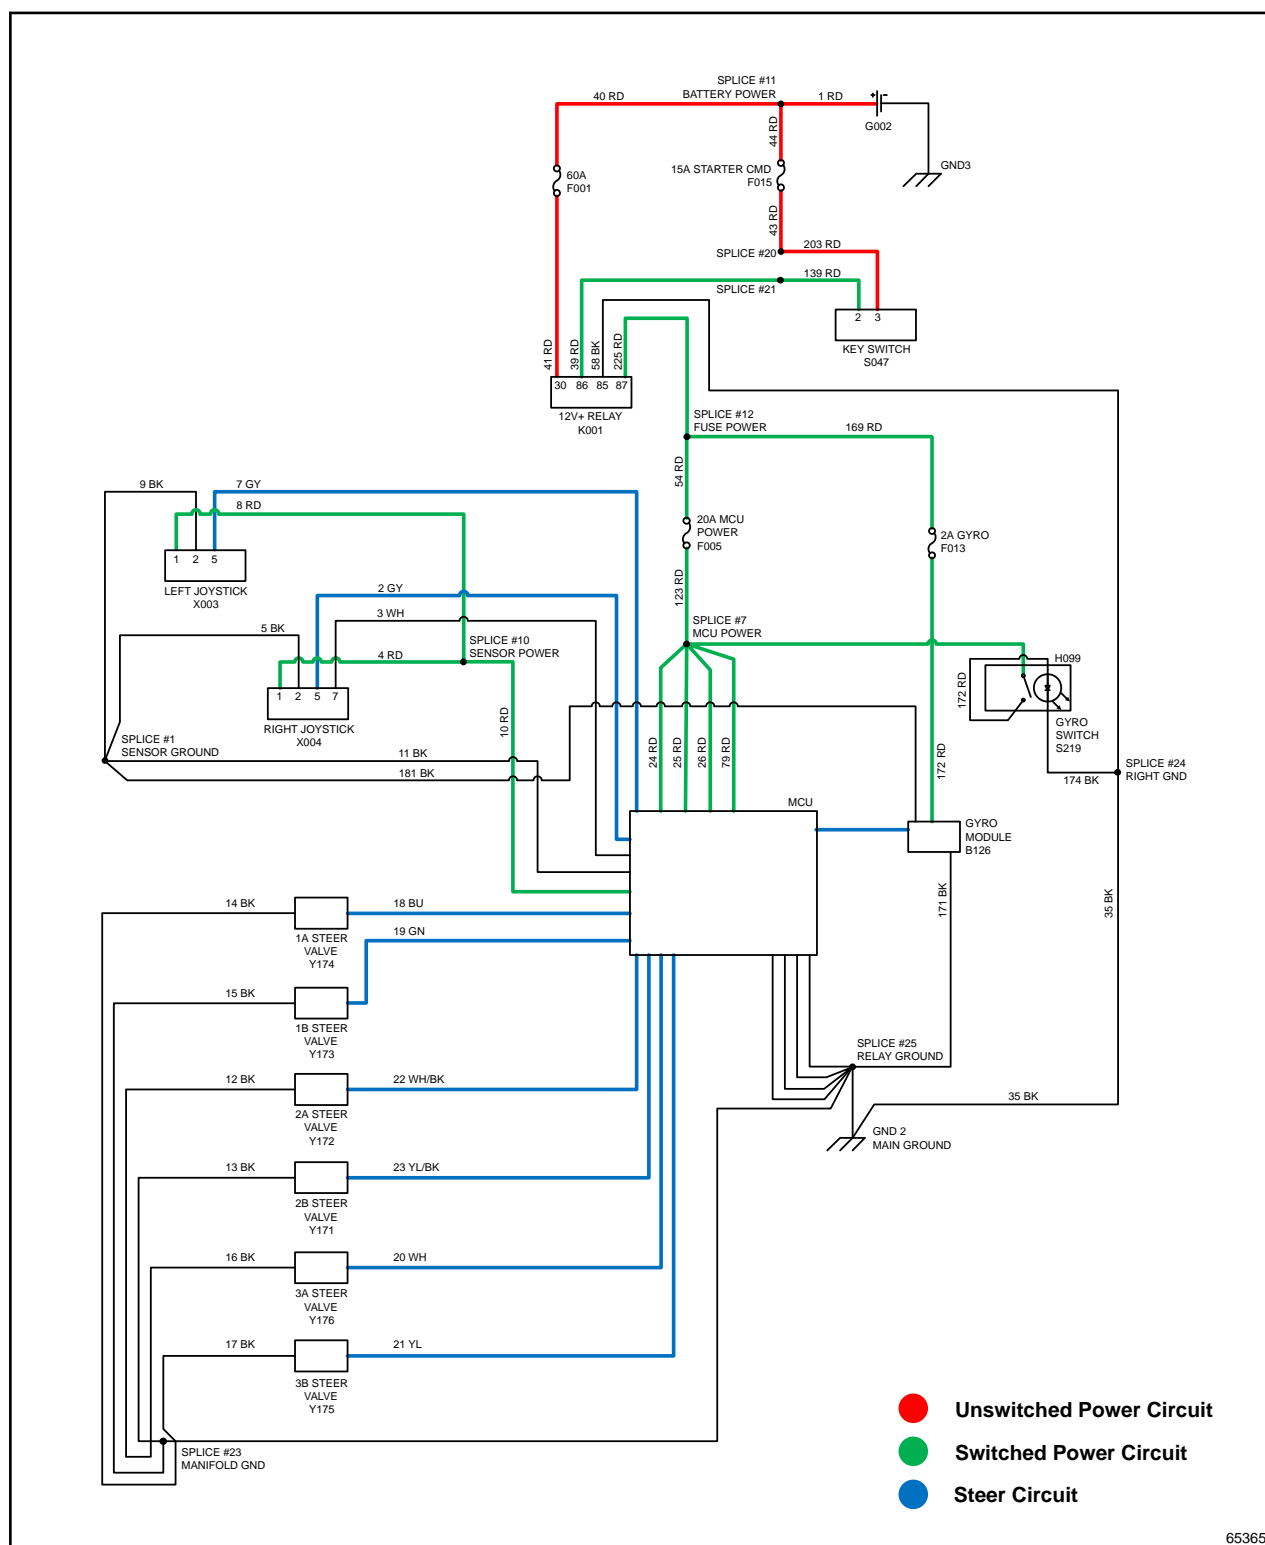 SPLICE #11
BATTERY POWER
40 RD
1 RD
+ -
G002
44 RD
GND3
60A
F001
15A STARTER CMD
F015
43 RD
SPLICE #20
203 RD
139 RD
SPLICE #21
2 3
KEY SWITCH
S047
41 RD
39 RD
58 BK
225 RD
30 86 85 87
12V+ RELAY
K001
SPLICE #12
FUSE POWER
169 RD
54 RD
9 BK
7 GY
8 RD
20A MCU
POWER
F005
2A GYRO
F013
1 2 5
LEFT JOYSTICK
X003
123 RD
2 GY
3 WH
5 BK
4 RD
SPLICE #10
SENSOR POWER
SPLICE #7
MCU POWER
H099
172 RD
1 2 5 7
RIGHT JOYSTICK
X004
GYRO
SWITCH
S219
10 RD
SPLICE #1
SENSOR GROUND
11 BK
181 BK
24 RD
25 RD
26 RD
79 RD
172 RD
SPLICE #24
RIGHT GND
174 BK
MCU
GYRO
MODULE
B126
171 BK
35 BK
14 BK
18 BU
1A STEER
VALVE
Y174
19 GN
15 BK
1B STEER
VALVE
Y173
SPLICE #25
RELAY GROUND
12 BK
22 WH/BK
2A STEER
VALVE
Y172
35 BK
GND 2
MAIN GROUND
13 BK
23 YL/BK
2B STEER
VALVE
Y171
16 BK
20 WH
3A STEER
VALVE
Y176
17 BK
21 YL
3B STEER
VALVE
Y175
SPLICE #23
MANIFOLD GND
Unswitched Power Circuit
Switched Power Circuit
Steer Circuit
65365